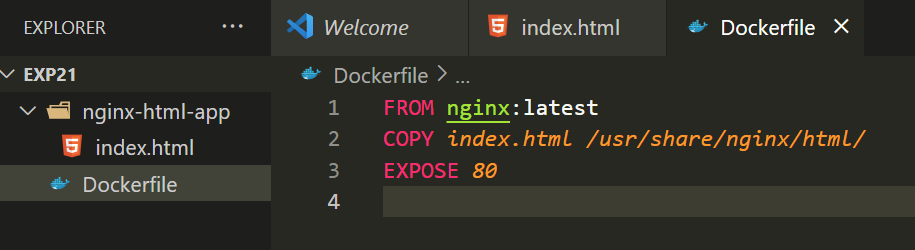 EXPLORER ...
EXP21
nginx-html-app
index.html
Dockerfile
Welcome
index.html
Dockerfile
Dockerfile > ...
1 FROM nginx:latest
2 COPY index.html /usr/share/nginx/html/
3 EXPOSE 80
4